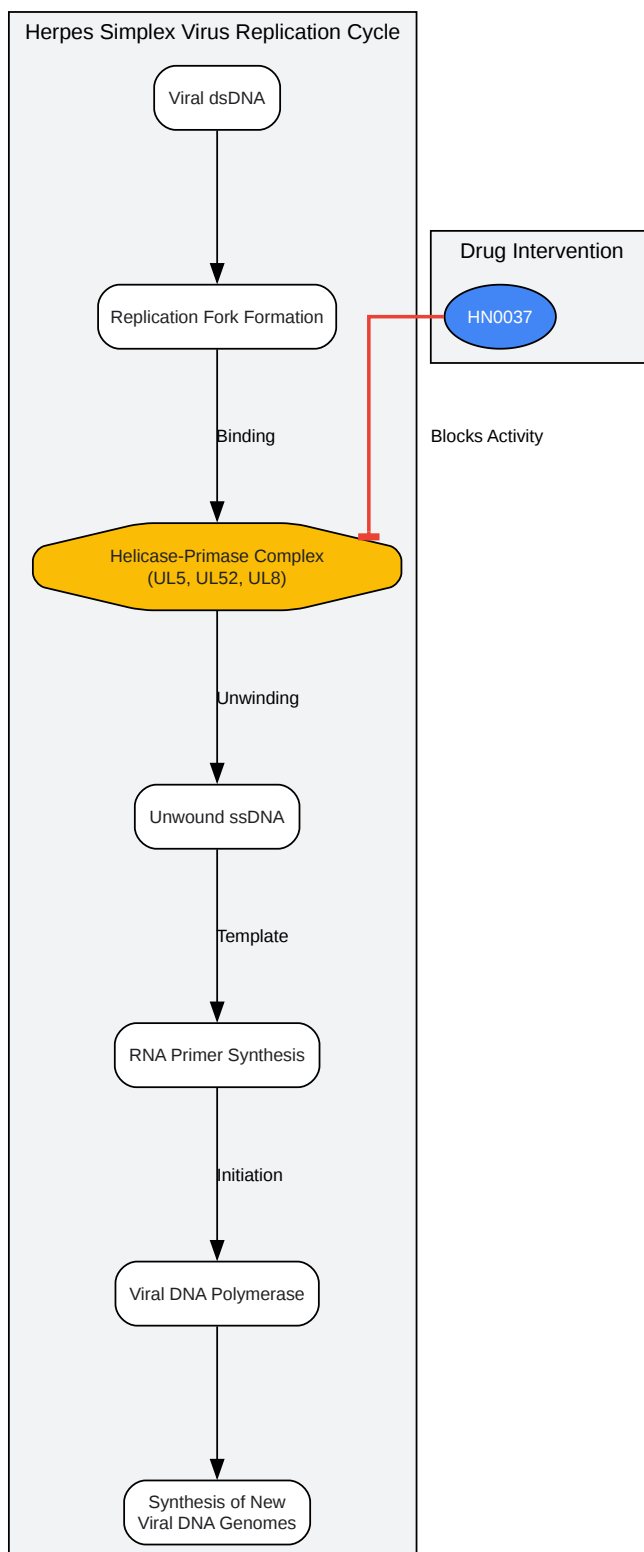 Herpes Simplex Virus Replication Cycle
Viral dsDNA
Drug Intervention
HN0037
Replication Fork Formation
Binding
Blocks Activity
Helicase-Primase Complex
(UL5, UL52, UL8)
Unwinding
Unwound ssDNA
Template
RNA Primer Synthesis
Initiation
Viral DNA Polymerase
Synthesis of New
Viral DNA Genomes